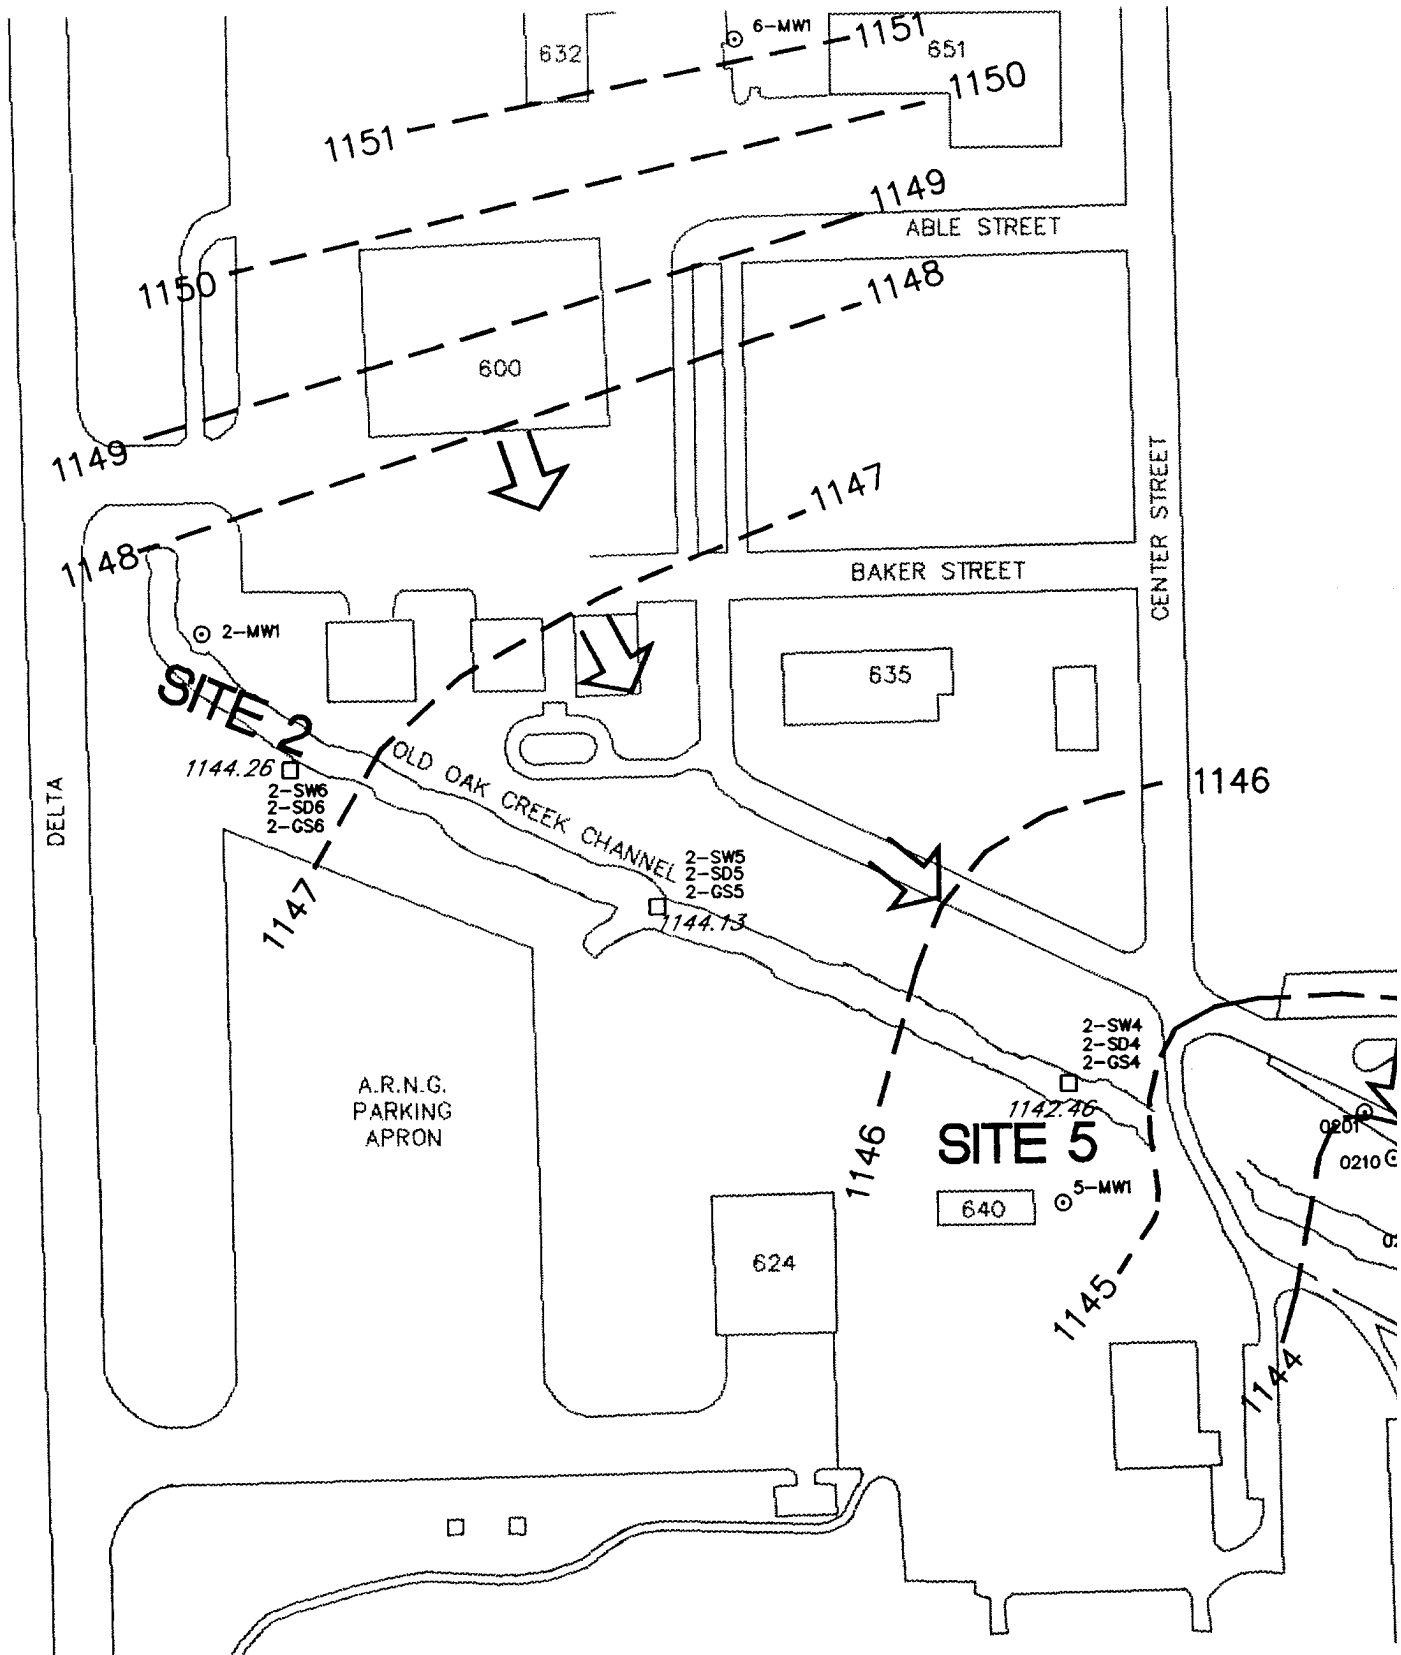 6-MW1
1151
651
632
1150
1151
1149
ABLE STREET
1150
1148
600
1149
1147
CENTER STREET
1148
BAKER STREET
2-MW1
635
SITE 2
OLD OAK CREEK CHANNEL
1144.26
1146
2-SW6
2-SD6
2-GS6
DELTA
2-SW5
2-SD5
2-GS5
1147
1144.13
2-SW4
2-SD4
2-GS4
A.R.N.G.
PARKING
APRON
1142.46
0201
SITE 5
0210
1146
5-MW1
640
624
1145
1144